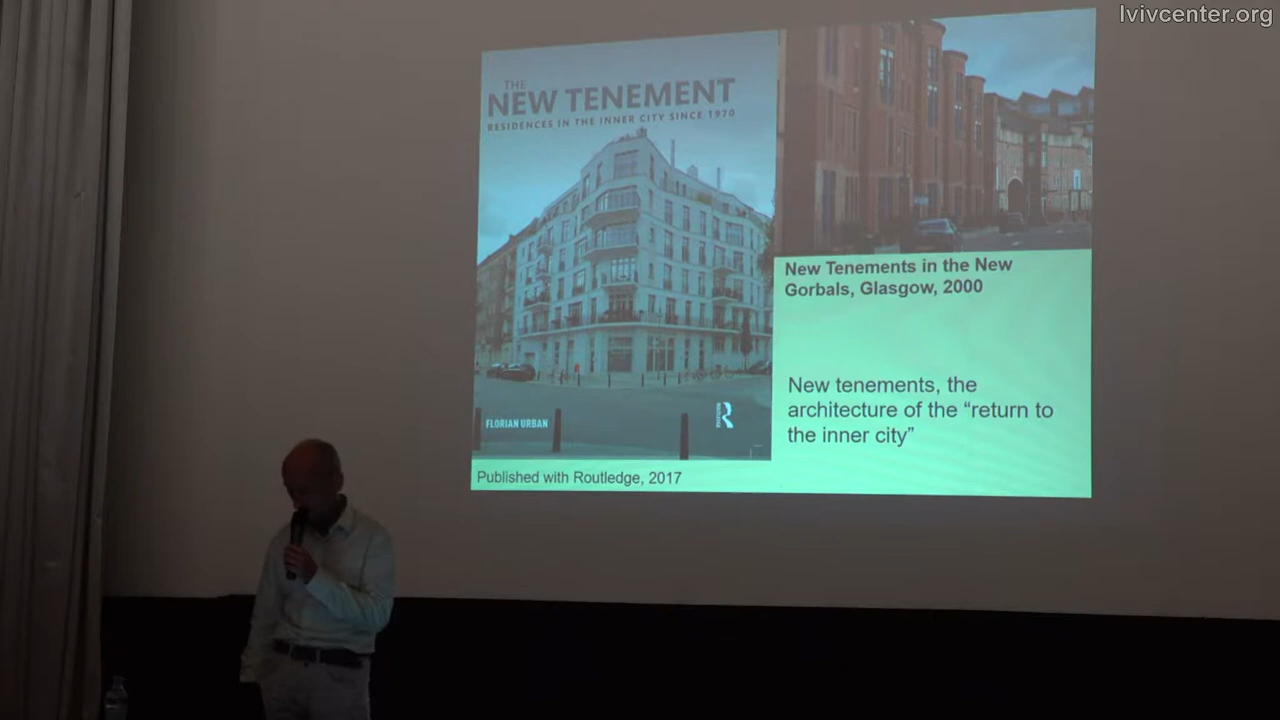 lvivcenter.org
THE
NEW TENEMENT
RESIDENCES IN THE INNER CITY SINCE 1970
FLORIAN URBAN
Published with Routledge, 2017
New Tenements in the New
Gorbals, Glasgow, 2000
New tenements, the
architecture of the “return to
the inner city”